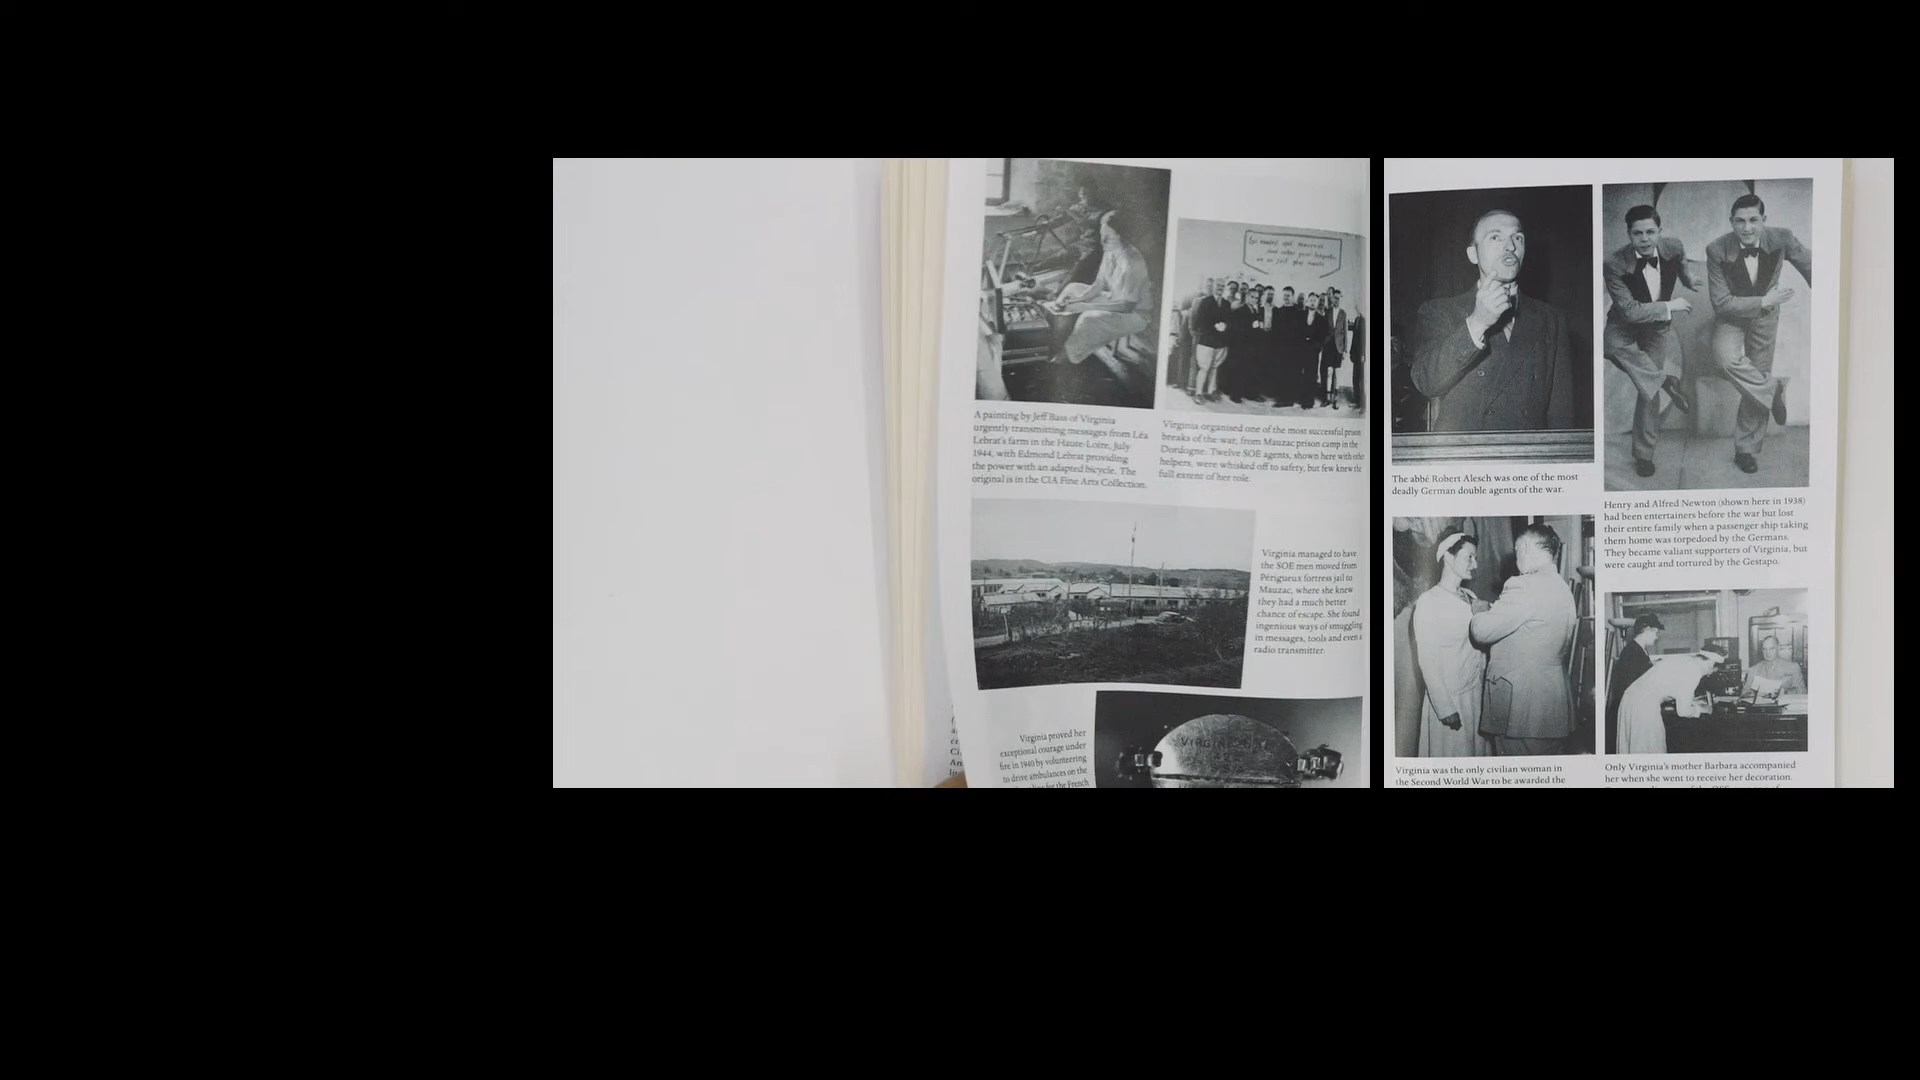 A painting by Jeff Bass of Virginia
urgently transmitting messages from Léa
Lebrat's farm in the Haute-Loire, July
1944, with Edmond Lebrat providing
the power with an adapted bicycle. The
original is in the CIA Fine Arts Collection.
Virginia organised one of the most successful prison
breaks of the war, from Mauzac prison camp in the
Dordogne. Twelve SOE agents, shown here with other
helpers, were whisked off to safety, but few knew the
full extent of her role.
Virginia managed to have
the SOE men moved from
Périgueux fortress jail to
Mauzac, where she knew
they had a much better
chance of escape. She found
ingenious ways of smuggling
in messages, tools and even a
radio transmitter.
Virginia proved her
exceptional courage under
fire in 1940 by volunteering
to drive ambulances on the
for the French
VIRGINIA
The abbé Robert Alesch was one of the most
deadly German double agents of the war.
Henry and Alfred Newton (shown here in 1938)
had been entertainers before the war but lost
their entire family when a passenger ship taking
them home was torpedoed by the Germans.
They became valiant supporters of Virginia, but
were caught and tortured by the Gestapo.
Virginia was the only civilian woman in
the Second World War to be awarded the
Only Virginia's mother Barbara accompanied
her when she went to receive her decoration.